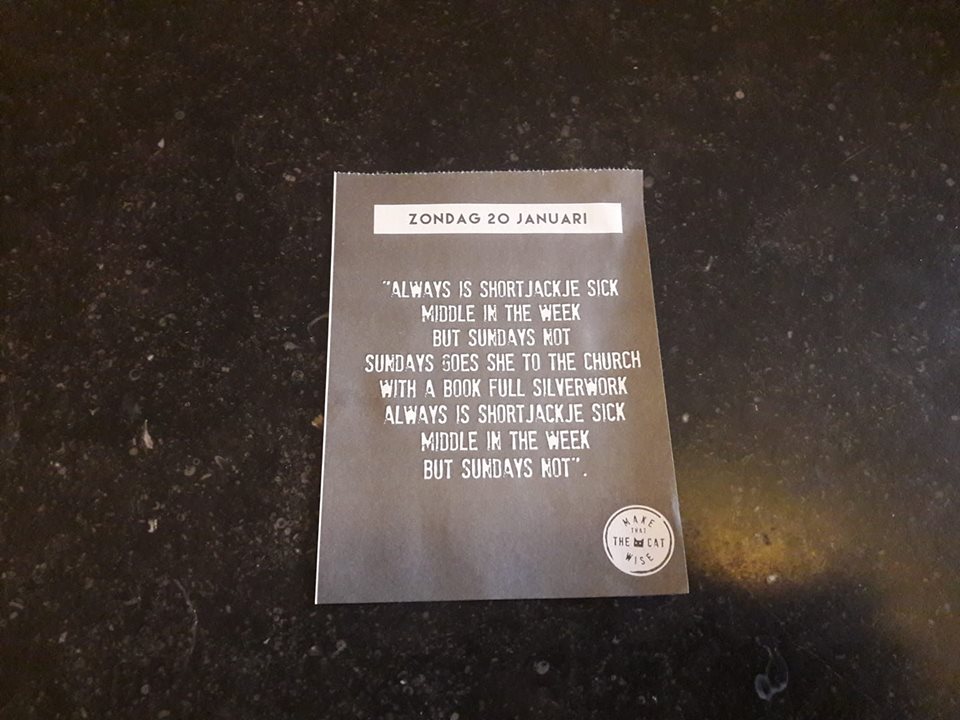 ZONDAG 20 JANUARI
"ALWAYS IS SHORTJACKJE SICK
MIDDLE IN THE WEEK
BUT SUNDAYS NOT
SUNDAYS GOES SHE TO THE CHURCH
WITH A BOOK FULL SILVERWORK
ALWAYS IS SHORTJACKJE SICK
MIDDLE IN THE WEEK
BUT SUNDAYS NOT".
MAKE
THAT
THE CAT
WISE